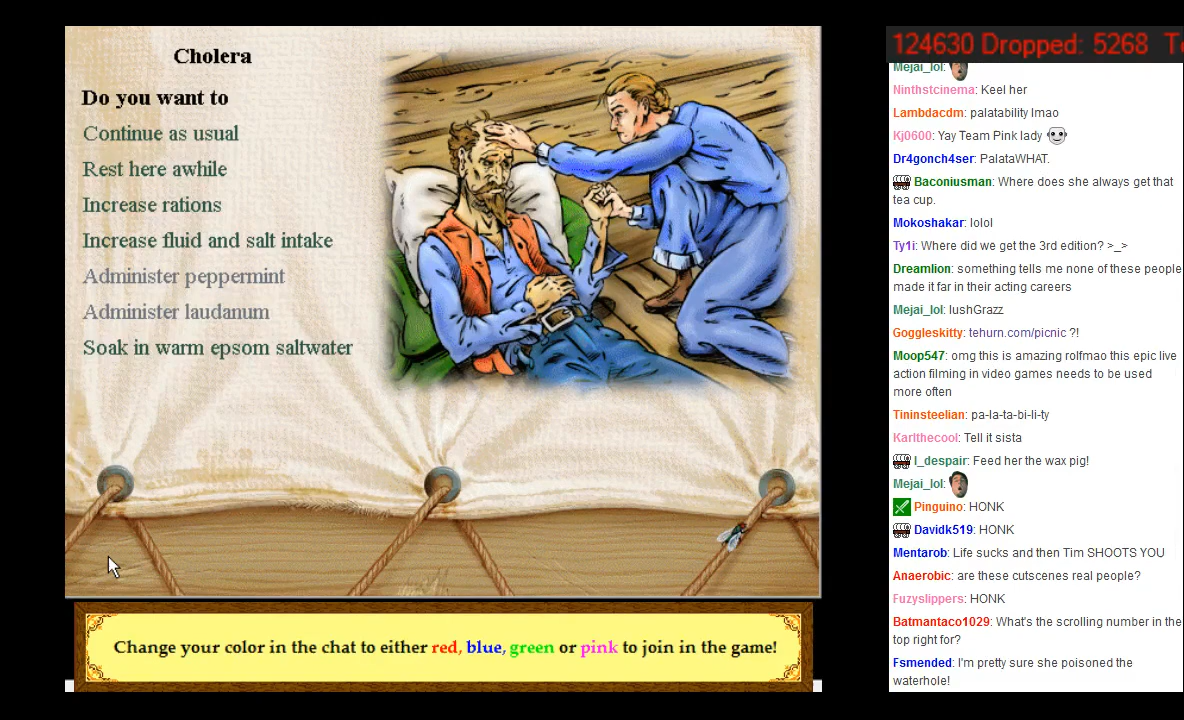 Cholera
Do you want to
Continue as usual
Rest here awhile
Increase rations
Increase fluid and salt intake
Administer peppermint
Administer laudanum
Soak in warm epsom saltwater
Change your color in the chat to either red, blue, green or pink to join in the game!
124630 Dropped: 5268
Mejai_lol:
Ninthstcinema: Keel her
Lambdacdm: palatability lmao
Kj0600: Yay Team Pink lady
Dr4gonch4ser: PalataWHAT.
Baconiusman: Where does she always get that
tea cup.
Mokoshakar: lolol
Ty1i: Where did we get the 3rd edition? >_>
Dreamlion: something tells me none of these people
made it far in their acting careers
Mejai_lol: lushGrazz
Goggleskitty: tehurn.com/picnic ?!
Moop547: omg this is amazing rolfmao this epic live
action filming in video games needs to be used
more often
Tininsteelian: pa-la-ta-bi-li-ty
Karlthecool: Tell it sista
I_despair: Feed her the wax pig!
Mejai_lol:
Pinguino: HONK
Davidk519: HONK
Mentarob: Life sucks and then Tim SHOOTS YOU
Anaerobic: are these cutscenes real people?
Fuzyslippers: HONK
Batmantaco1029: What's the scrolling number in the
top right for?
Fsmended: I'm pretty sure she poisoned the
waterhole!